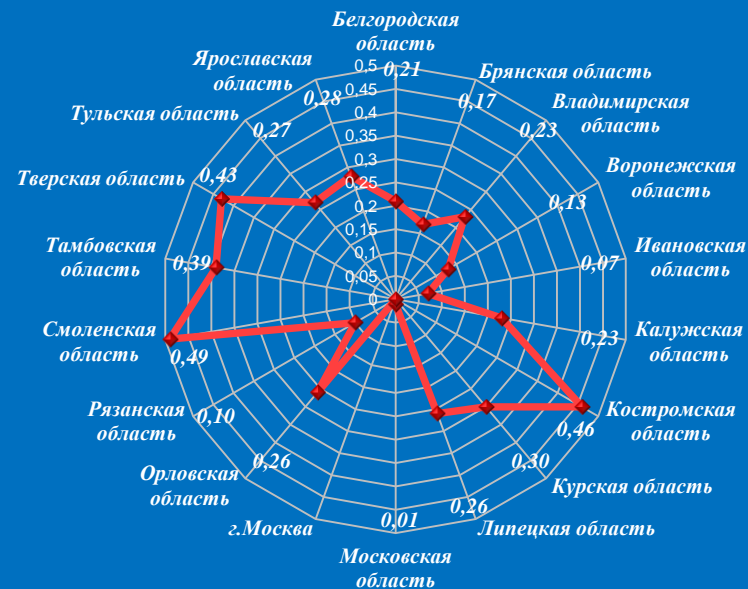 Белгородская
область
0,21
Брянская область
0,17
Владимирская
область
0,23
Воронежская
область
0,13
Ивановская
область
0,07
Калужская
область
0,23
Костромская
область
0,46
Курская область
0,30
Липецкая область
0,26
Московская
область
0,01
г.Москва
Орловская
область
0,26
Рязанская
область
0,10
Смоленская
область
0,49
Тамбовская
область
0,39
Тверская область
0,43
Тульская область
0,27
Ярославская
область
0,28
0,5
0,45
0,4
0,35
0,3
0,25
0,2
0,15
0,1
0,05
0